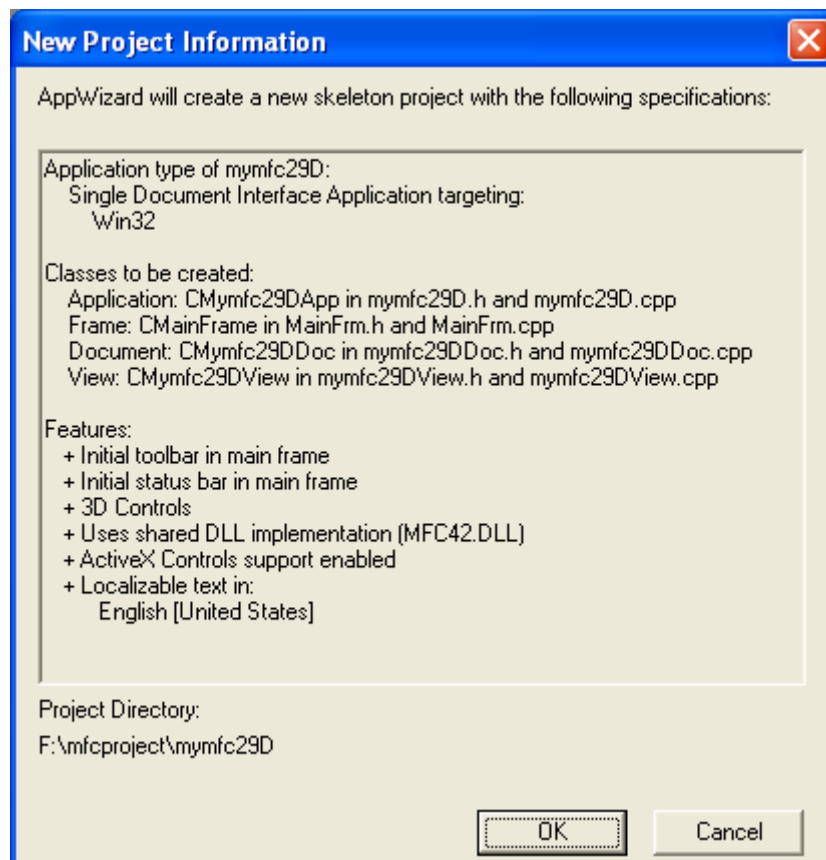 New Project Information
AppWizard will create a new skeleton project with the following specifications:
Application type of mymfc29D:
Single Document Interface Application targeting:
Win32
Classes to be created:
Application: CMymfc29DApp in mymfc29D.h and mymfc29D.cpp
Frame: CMainFrame in MainFrm.h and MainFrm.cpp
Document: CMymfc29DDoc in mymfc29DDoc.h and mymfc29DDoc.cpp
View: CMymfc29DView in mymfc29DView.h and mymfc29DView.cpp
Features:
+ Initial toolbar in main frame
+ Initial status bar in main frame
+ 3D Controls
+ Uses shared DLL implementation (MFC42.DLL)
+ ActiveX Controls support enabled
+ Localizable text in:
English [United States]
Project Directory:
F:\mfcproject\mymfc29D
OK Cancel